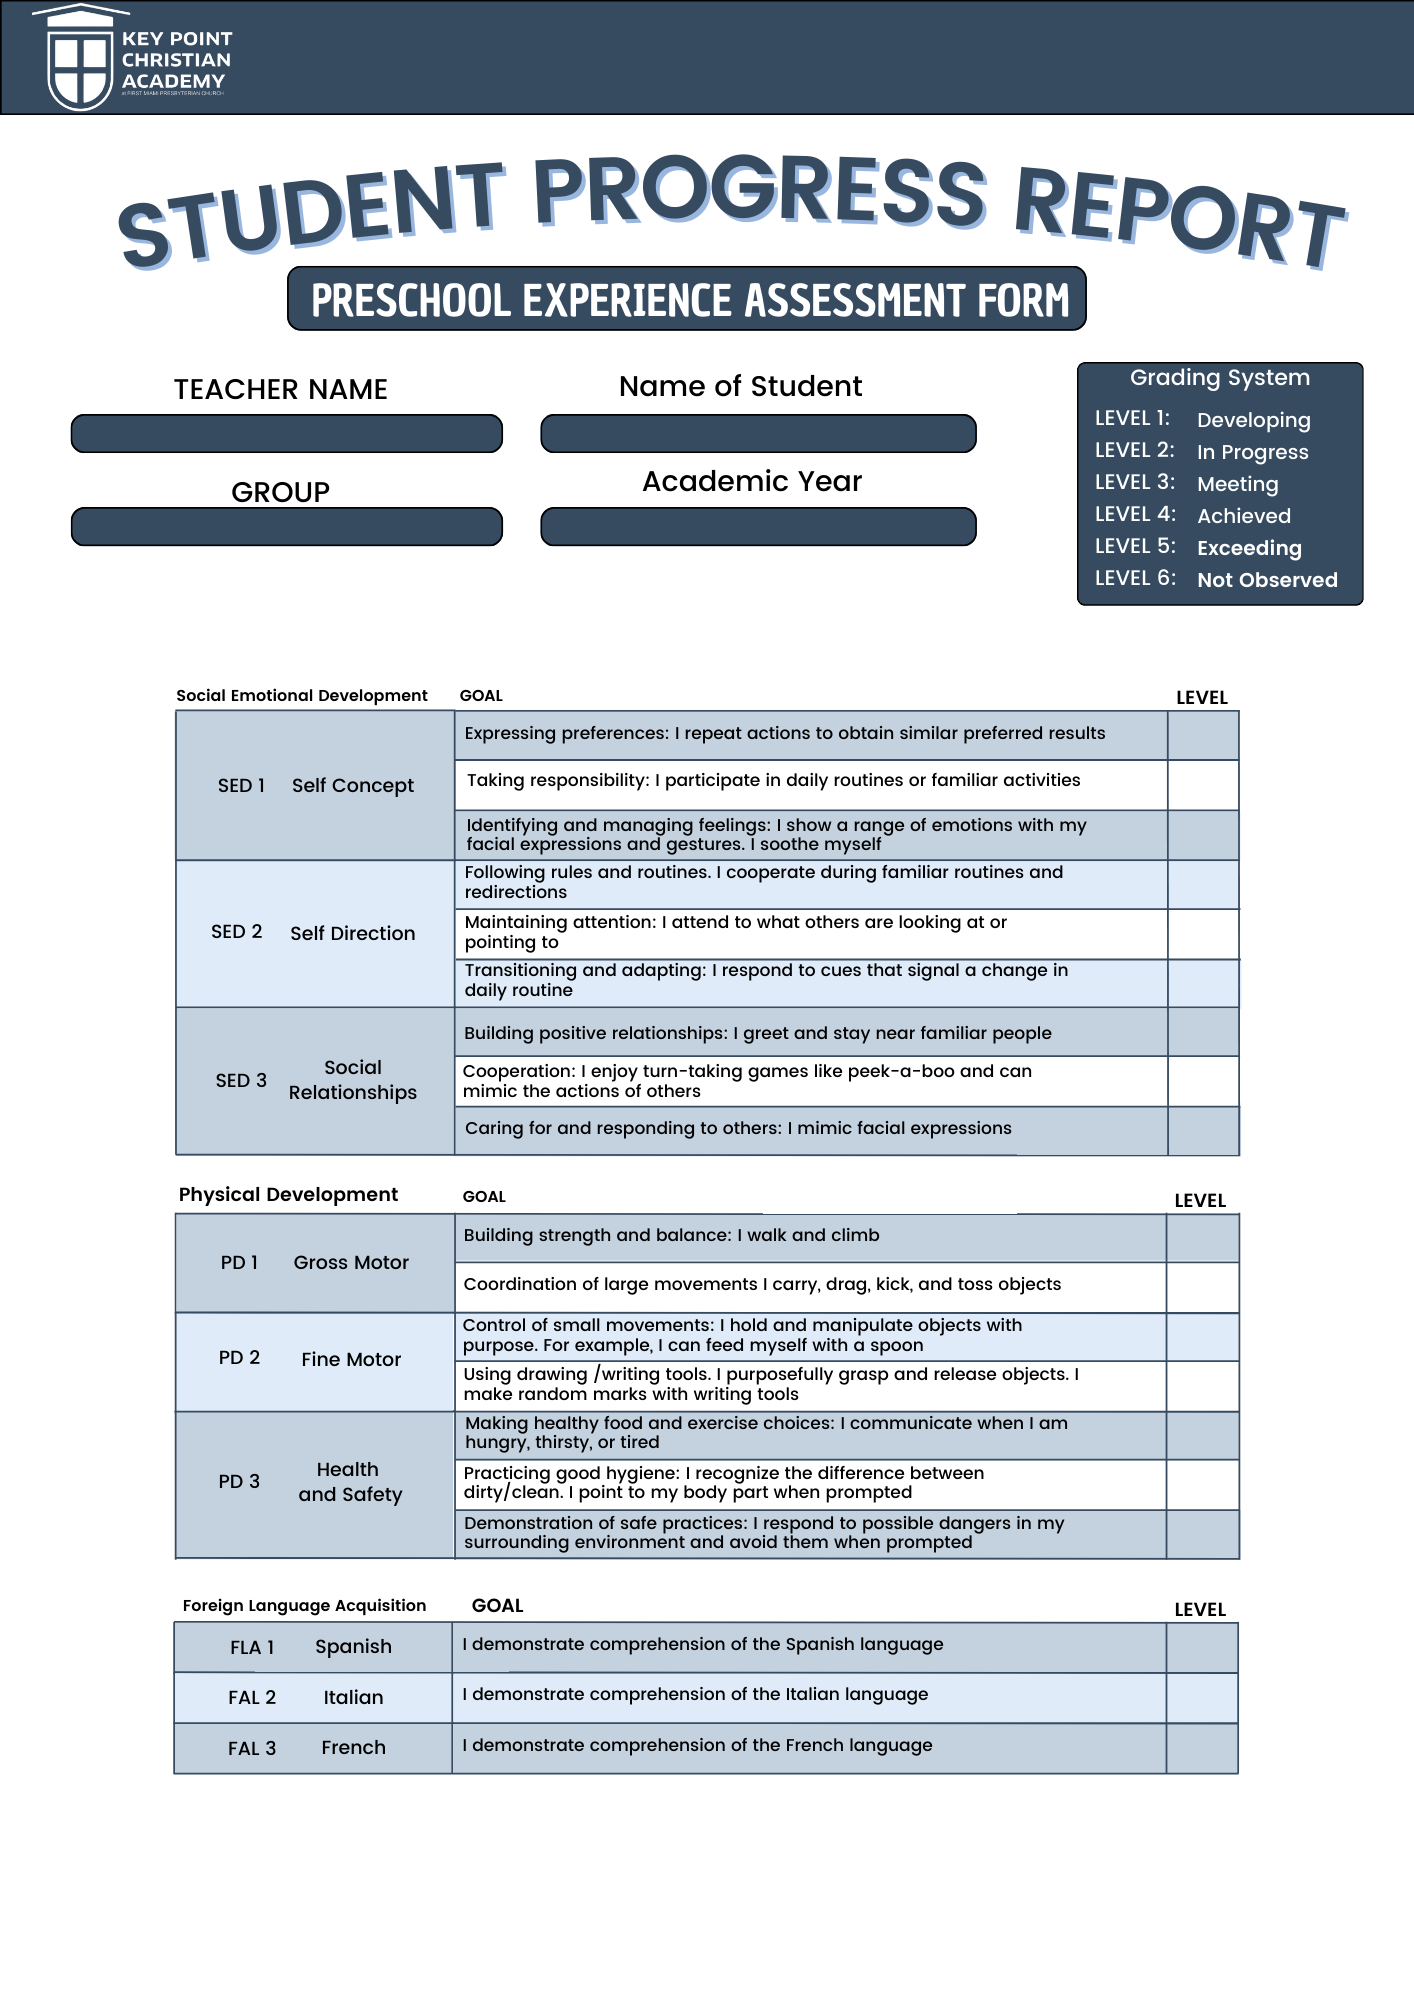 KEY POINT
CHRISTIAN
ACADEMY
at FIRST MIAMI PRESBYTERIAN CHURCH
STUDENT PROGRESS REPORT
PRESCHOOL EXPERIENCE ASSESSMENT FORM
TEACHER NAME
Name of Student
GROUP
Academic Year
Grading System
LEVEL 1: Developing
LEVEL 2: In Progress
LEVEL 3: Meeting
LEVEL 4: Achieved
LEVEL 5: Exceeding
LEVEL 6: Not Observed
Social Emotional Development GOAL LEVEL
SED 1 Self Concept
Expressing preferences: I repeat actions to obtain similar preferred results
Taking responsibility: I participate in daily routines or familiar activities
Identifying and managing feelings: I show a range of emotions with my
facial expressions and gestures. I soothe myself
SED 2 Self Direction
Following rules and routines. I cooperate during familiar routines and
redirections
Maintaining attention: I attend to what others are looking at or
pointing to
Transitioning and adapting: I respond to cues that signal a change in
daily routine
SED 3 Social
Relationships
Building positive relationships: I greet and stay near familiar people
Cooperation: I enjoy turn-taking games like peek-a-boo and can
mimic the actions of others
Caring for and responding to others: I mimic facial expressions
Physical Development GOAL LEVEL
PD 1 Gross Motor
Building strength and balance: I walk and climb
Coordination of large movements I carry, drag, kick, and toss objects
PD 2 Fine Motor
Control of small movements: I hold and manipulate objects with
purpose. For example, I can feed myself with a spoon
Using drawing /writing tools. I purposefully grasp and release objects. I
make random marks with writing tools
PD 3 Health
and Safety
Making healthy food and exercise choices: I communicate when I am
hungry, thirsty, or tired
Practicing good hygiene: I recognize the difference between
dirty/clean. I point to my body part when prompted
Demonstration of safe practices: I respond to possible dangers in my
surrounding environment and avoid them when prompted
Foreign Language Acquisition GOAL LEVEL
FLA 1 Spanish I demonstrate comprehension of the Spanish language
FAL 2 Italian I demonstrate comprehension of the Italian language
FAL 3 French I demonstrate comprehension of the French language